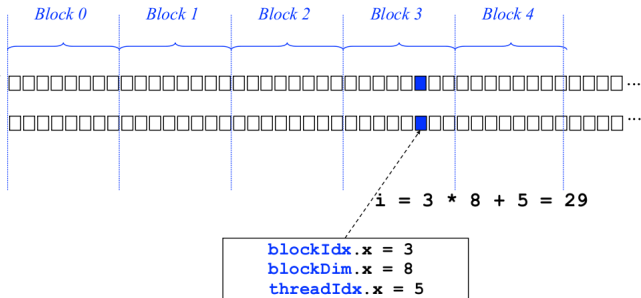 Block 0 Block 1 Block 2 Block 3 Block 4
...
...
i = 3 * 8 + 5 = 29
blockIdx.x = 3
blockDim.x = 8
threadIdx.x = 5